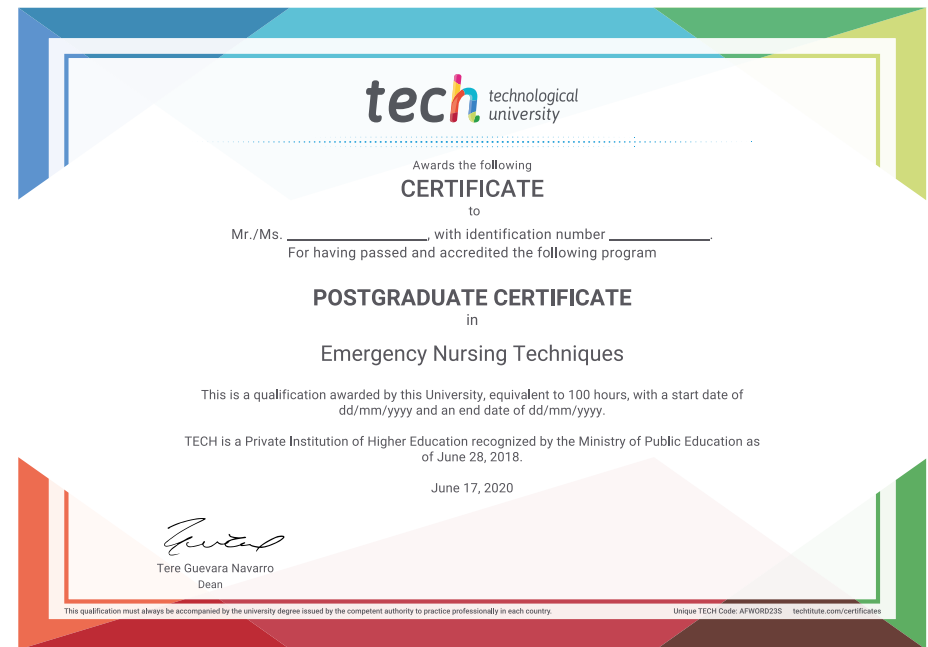 tech technological
university
Awards the following
CERTIFICATE
to
Mr./Ms. ____________________, with identification number ______________.
For having passed and accredited the following program
POSTGRADUATE CERTIFICATE
in
Emergency Nursing Techniques
This is a qualification awarded by this University, equivalent to 100 hours, with a start date of
dd/mm/yyyy and an end date of dd/mm/yyyy.
TECH is a Private Institution of Higher Education recognized by the Ministry of Public Education as
of June 28, 2018.
June 17, 2020
Tere Guevara Navarro
Dean
This qualification must always be accompanied by the university degree issued by the competent authority to practice professionally in each country.
Unique TECH Code: AFWORD23S techtitute.com/certificates